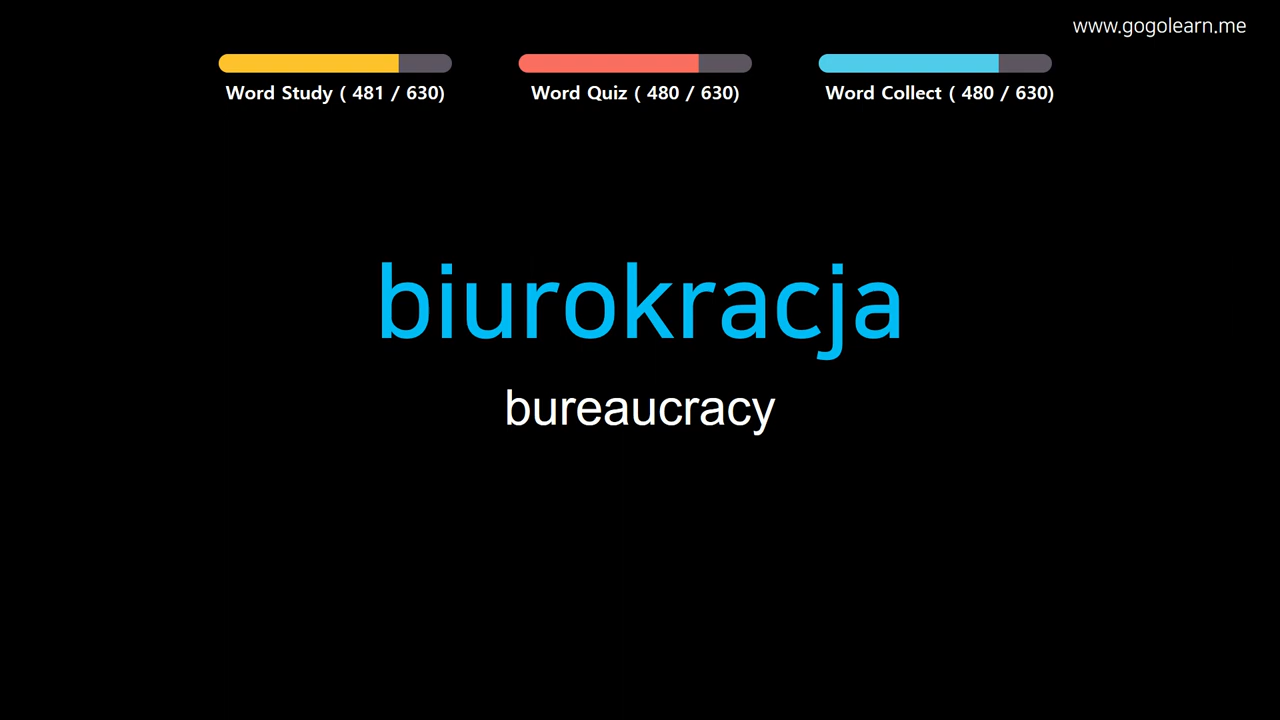 www.gogolearn.me
Word Study ( 481 / 630)
Word Quiz ( 480 / 630)
Word Collect ( 480 / 630)
biurokracja
bureaucracy